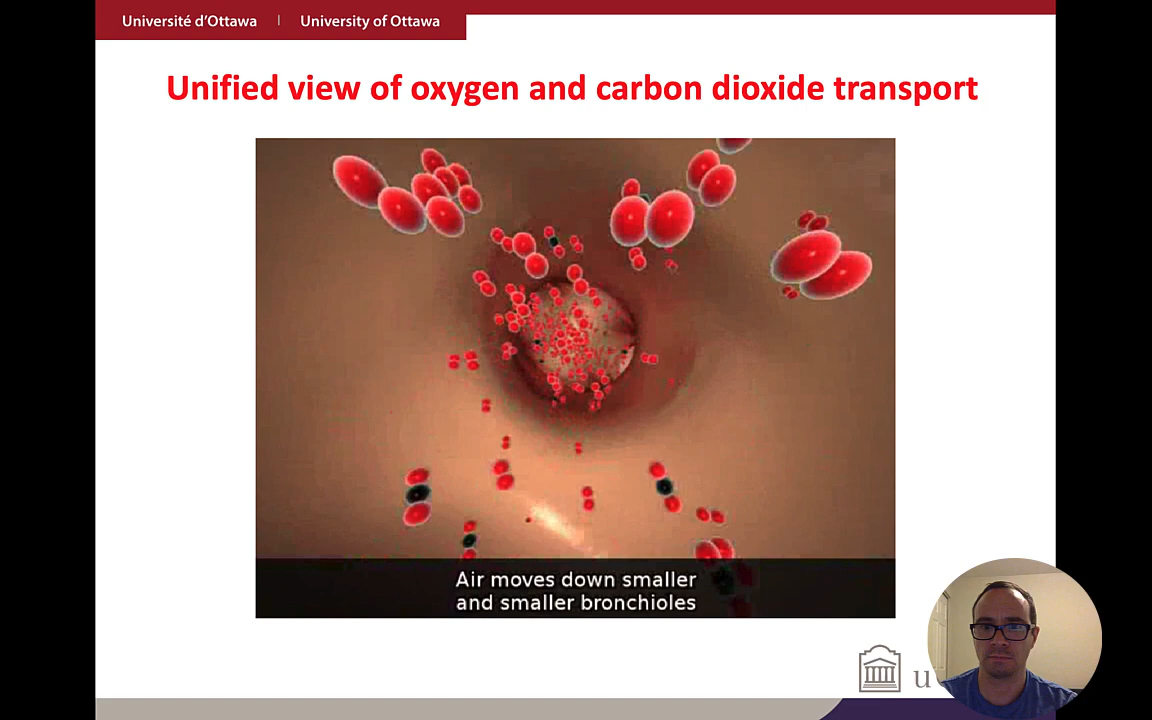 Université d'Ottawa | University of Ottawa
Unified view of oxygen and carbon dioxide transport
Air moves down smaller
and smaller bronchioles